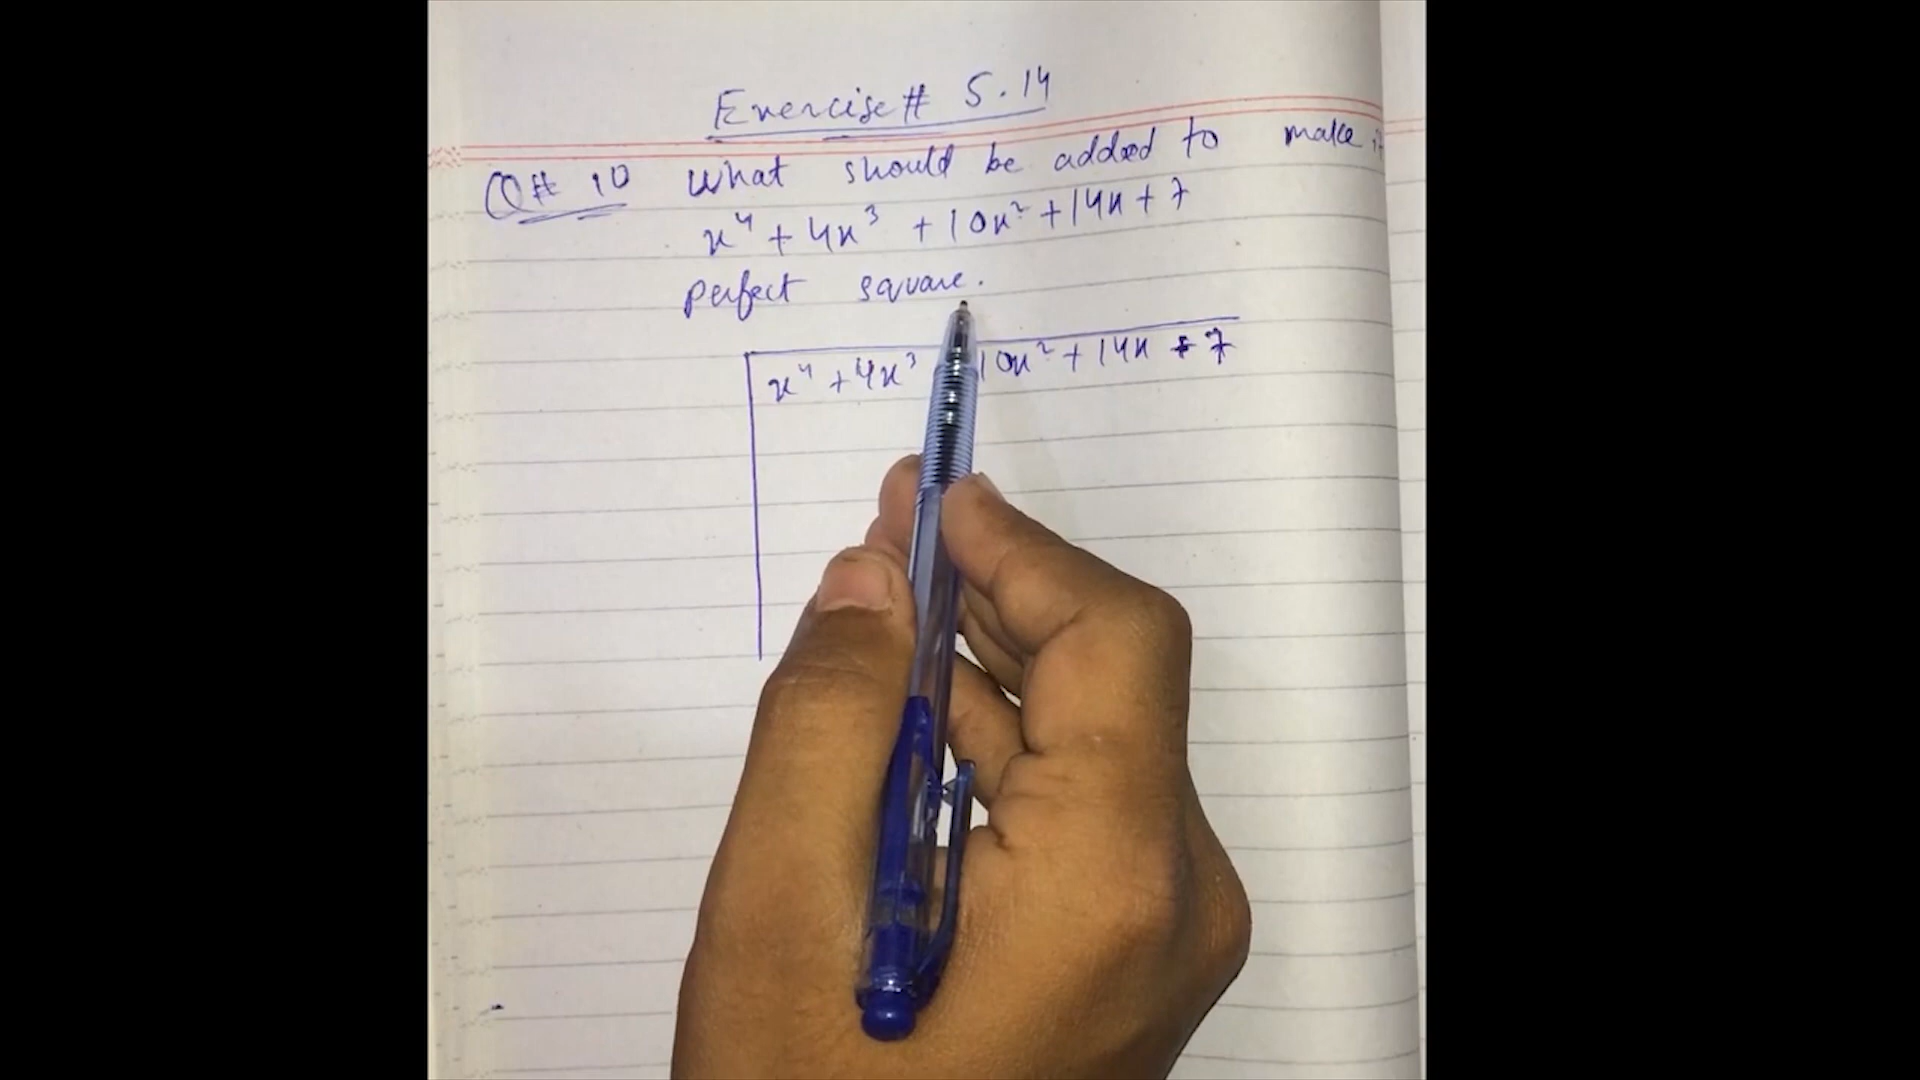 Exercise# 5.14
Q# 10 What should be added to make it
x⁴ + 4x³ + 10x² + 14x + 7
perfect square.
x⁴ + 4x³ 10x² + 14x + 7